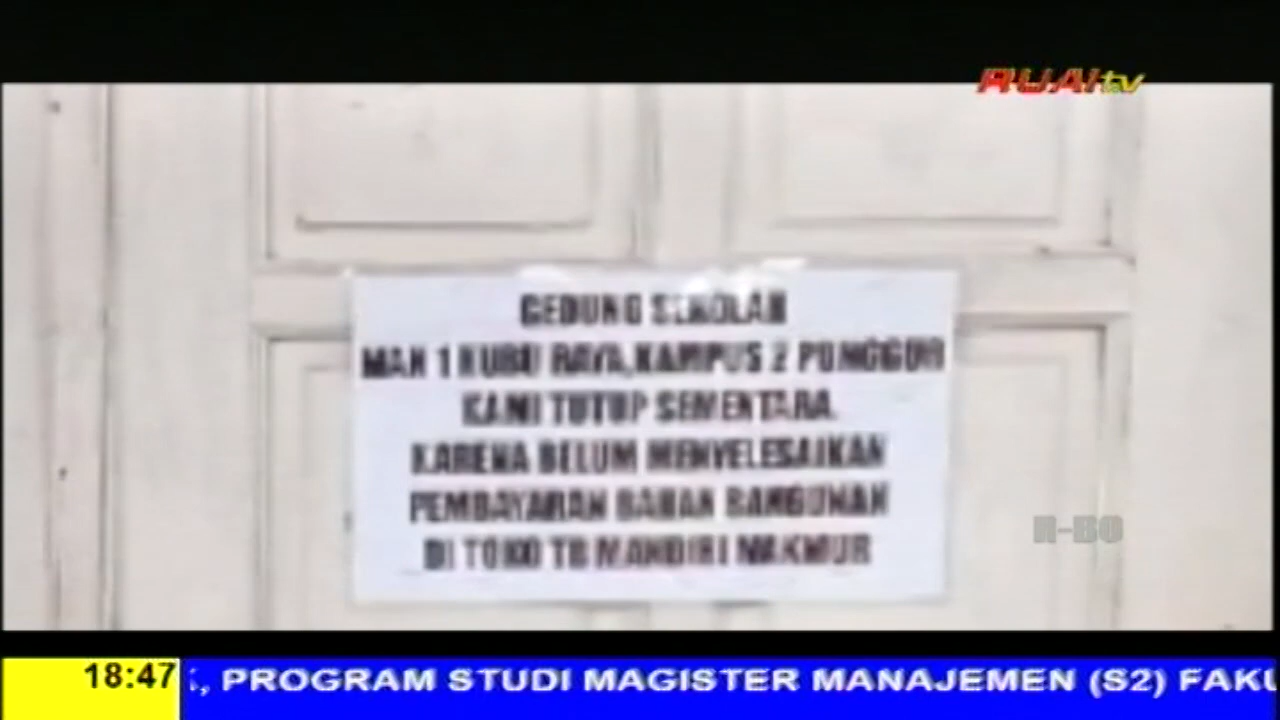 RUAI tv
GEDUNG SEKOLAH
MAN 1 KUBU RAYA, KAMPUS 2 PUNGGUR
KAMI TUTUP SEMENTARA
KARENA BELUM MENYELESAIKAN
PEMBAYARAN BAHAN BANGUNAN
DI TOKO TB MANDIRI MAKMUR
R-BO
18:47
, PROGRAM STUDI MAGISTER MANAJEMEN (S2) FAKU